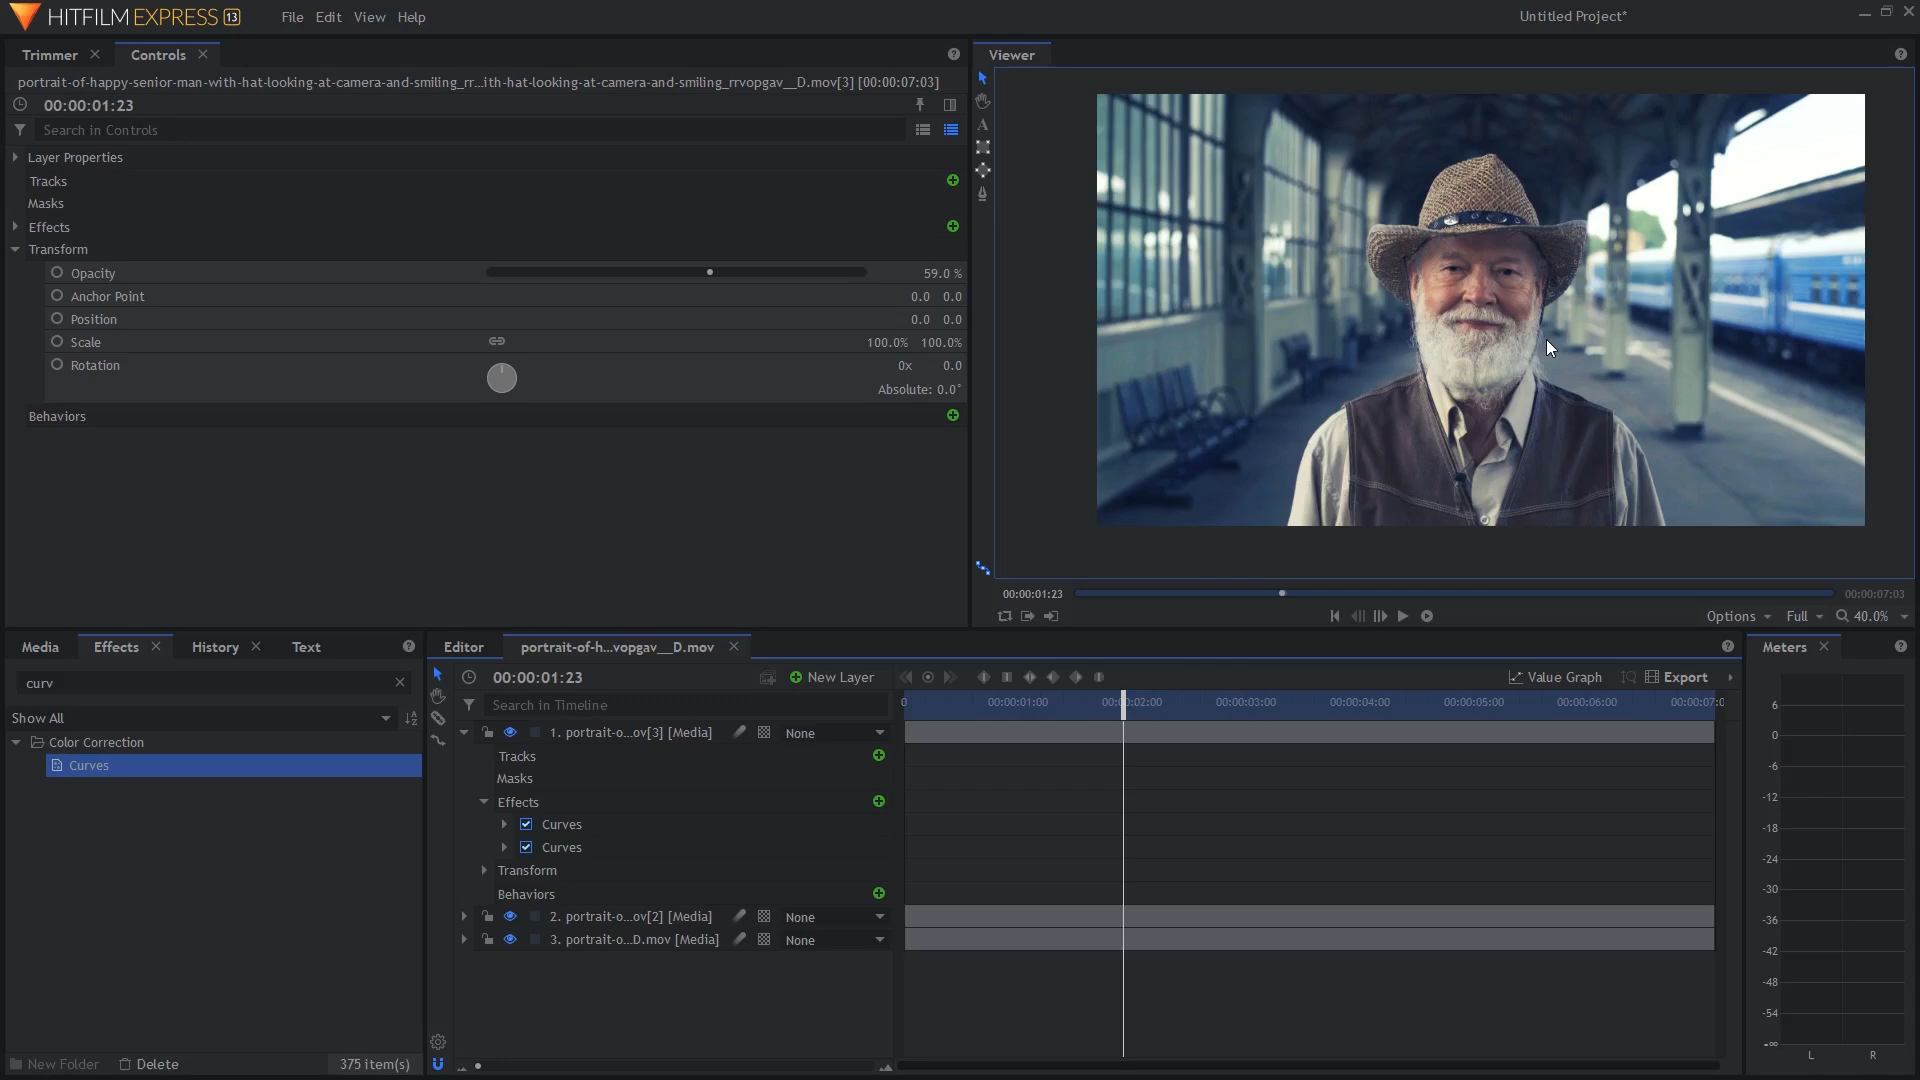 HITFILM EXPRESS 13
File Edit View Help
Untitled Project*
Trimmer
Controls
Viewer
portrait-of-happy-senior-man-with-hat-looking-at-camera-and-smiling_rr...ith-hat-looking-at-camera-and-smiling_rrvopgav__D.mov[3] [00:00:07:03]
00:00:01:23
Search in Controls
Layer Properties
Tracks
Masks
Effects
Transform
Opacity 59.0 %
Anchor Point 0.0 0.0
Position 0.0 0.0
Scale 100.0% 100.0%
Rotation 0x 0.0
Absolute: 0.0°
Behaviors
00:00:01:23
00:00:07:03
Options Full 40.0%
Media Effects History Text
curv
Show All
Color Correction
Curves
New Folder Delete 375 item(s)
Editor portrait-of-h...vopgav__D.mov
00:00:01:23 New Layer
Value Graph Export
Search in Timeline
0 00:00:01:00 00:00:02:00 00:00:03:00 00:00:04:00 00:00:05:00 00:00:06:00 00:00:07:0
1. portrait-o...ov[3] [Media] None
Tracks
Masks
Effects
Curves
Curves
Transform
Behaviors
2. portrait-o...ov[2] [Media] None
3. portrait-o...D.mov [Media] None
Meters
6
0
-6
-12
-18
-24
-30
-36
-42
-48
-54
-∞
L R